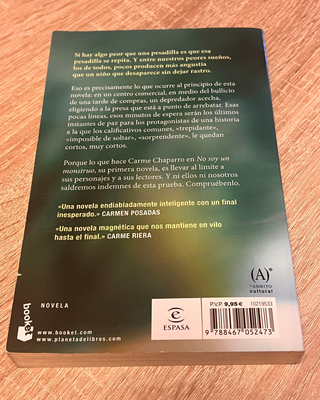 Si hay algo peor que una pesadilla es que esa
pesadilla se repita. Y entre nuestros peores sueños,
los de todos, pocos producen más angustia
que un niño que desaparece sin dejar rastro.
Eso es precisamente lo que ocurre al principio de esta
novela: en un centro comercial, en medio del bullicio
de una tarde de compras, un depredador acecha,
eligiendo a la presa que está a punto de arrebatar. Esas
pocas líneas, esos minutos de espera serán los últimos
instantes de paz para los protagonistas de una historia
a la que los calificativos comunes, «trepidante»,
«imposible de soltar», «sorprendente», le quedan
cortos, muy cortos.
Porque lo que hace Carme Chaparro en No soy un
monstruo, su primera novela, es llevar al límite a
sus personajes y a sus lectores. Y ni ellos ni nosotros
saldremos indemnes de esta prueba. Compruébenlo.
«Una novela endiabladamente inteligente con un final
inesperado.» CARMEN POSADAS
«Una novela magnética que nos mantiene en vilo
hasta el final.» CARME RIERA
NOVELA
booket
www.booket.com
www.planetadelibros.com
e
ESPASA
(A)
ÁMBITO
cultural
P.V.P. 9,95 € 10219533
9 788467 052473